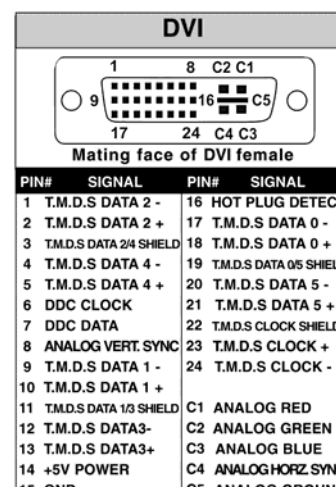 DVI
1 8 C2 C1
9 16 C5
17 24 C4 C3
Mating face of DVI female
PIN# SIGNAL PIN# SIGNAL
1 T.M.D.S DATA 2 - 16 HOT PLUG DETEC
2 T.M.D.S DATA 2 + 17 T.M.D.S DATA 0 -
3 T.M.D.S DATA 2/4 SHIELD 18 T.M.D.S DATA 0 +
4 T.M.D.S DATA 4 - 19 T.M.D.S DATA 0/5 SHIEL
5 T.M.D.S DATA 4 + 20 T.M.D.S DATA 5 -
6 DDC CLOCK 21 T.M.D.S DATA 5 +
7 DDC DATA 22 T.M.D.S CLOCK SHIELD
8 ANALOG VERT. SYNC 23 T.M.D.S CLOCK +
9 T.M.D.S DATA 1 - 24 T.M.D.S CLOCK -
10 T.M.D.S DATA 1 +
11 T.M.D.S DATA 1/3 SHIELD C1 ANALOG RED
12 T.M.D.S DATA3- C2 ANALOG GREEN
13 T.M.D.S DATA3+ C3 ANALOG BLUE
14 +5V POWER C4 ANALOG HORZ. SYN